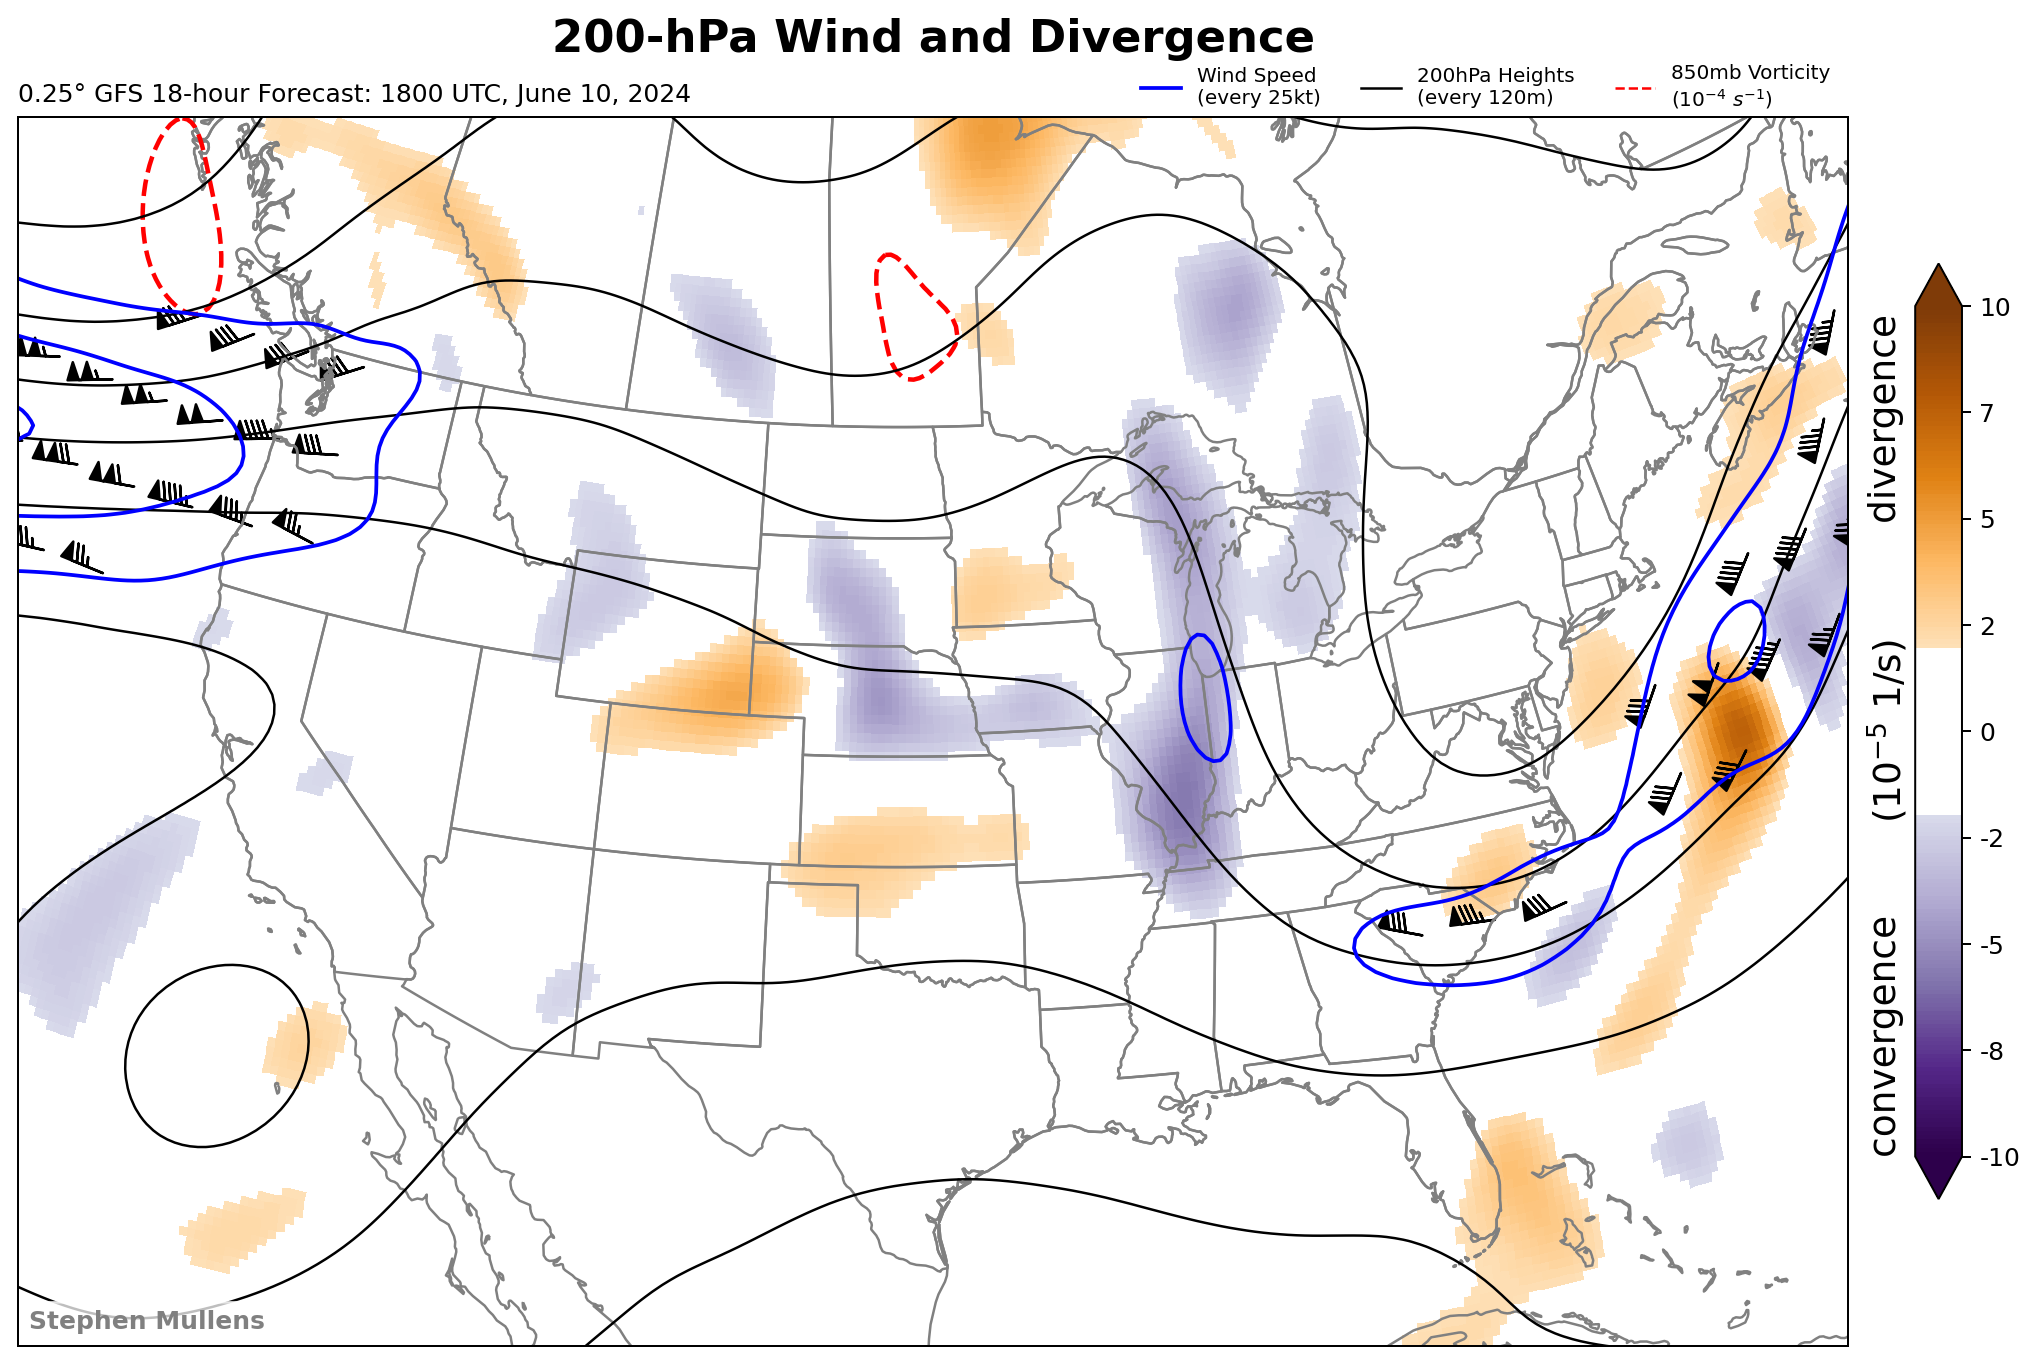 200-hPa Wind and Divergence
0.25° GFS 18-hour Forecast: 1800 UTC, June 10, 2024
Wind Speed
(every 25kt)
200hPa Heights
(every 120m)
850mb Vorticity
(10⁻⁴ s⁻¹)
10
7
5
2
0
-2
-5
-8
-10
convergence (10⁻⁵ 1/s) divergence
Stephen Mullens